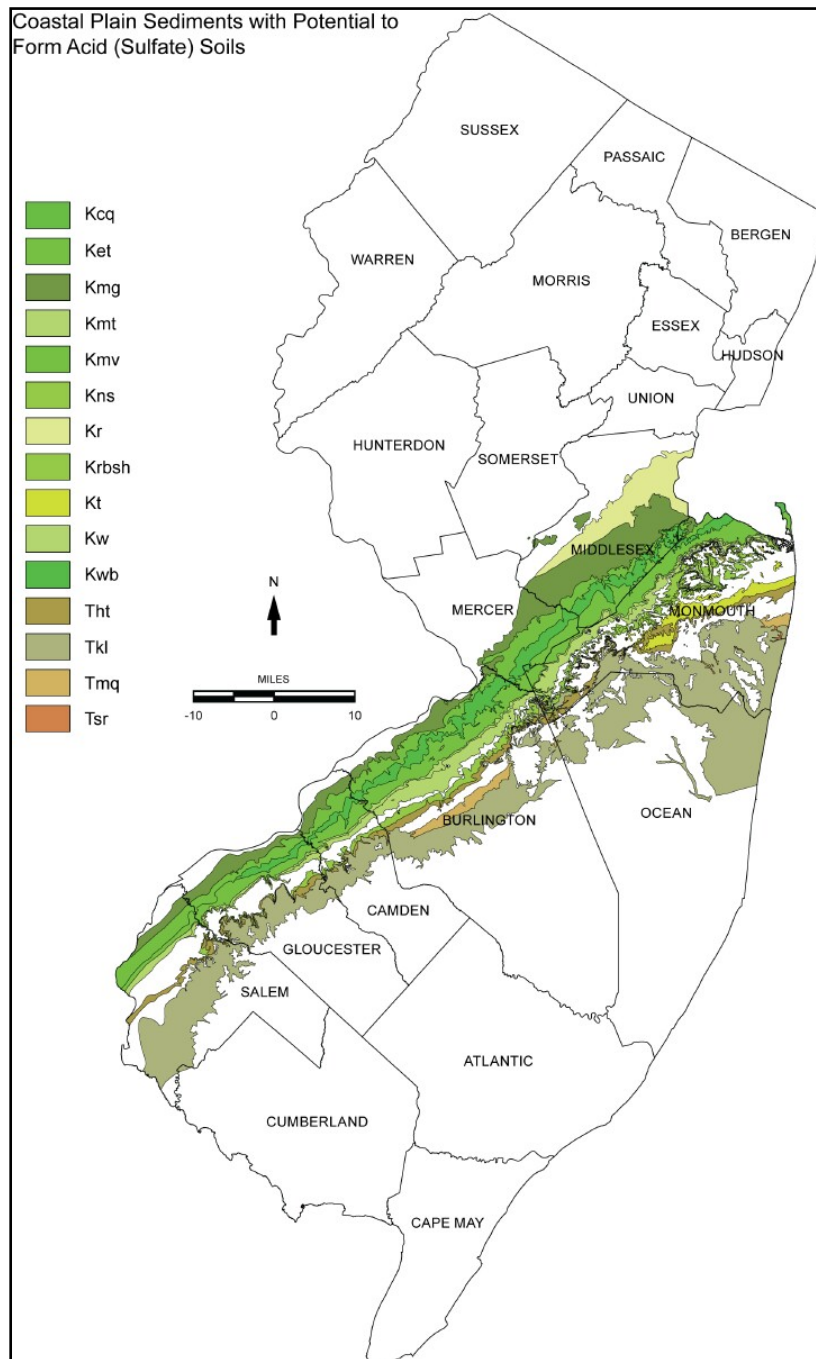 Coastal Plain Sediments with Potential to
Form Acid (Sulfate) Soils
SUSSEX
PASSAIC
BERGEN
WARREN
MORRIS
ESSEX
HUDSON
UNION
HUNTERDON
SOMERSET
MIDDLESEX
MERCER
MONMOUTH
OCEAN
BURLINGTON
CAMDEN
GLOUCESTER
SALEM
ATLANTIC
CUMBERLAND
CAPE MAY
Kcq
Ket
Kmg
Kmt
Kmv
Kns
Kr
Krbsh
Kt
Kw
Kwb
Tht
Tkl
Tmq
Tsr
N
MILES
-10 0 10